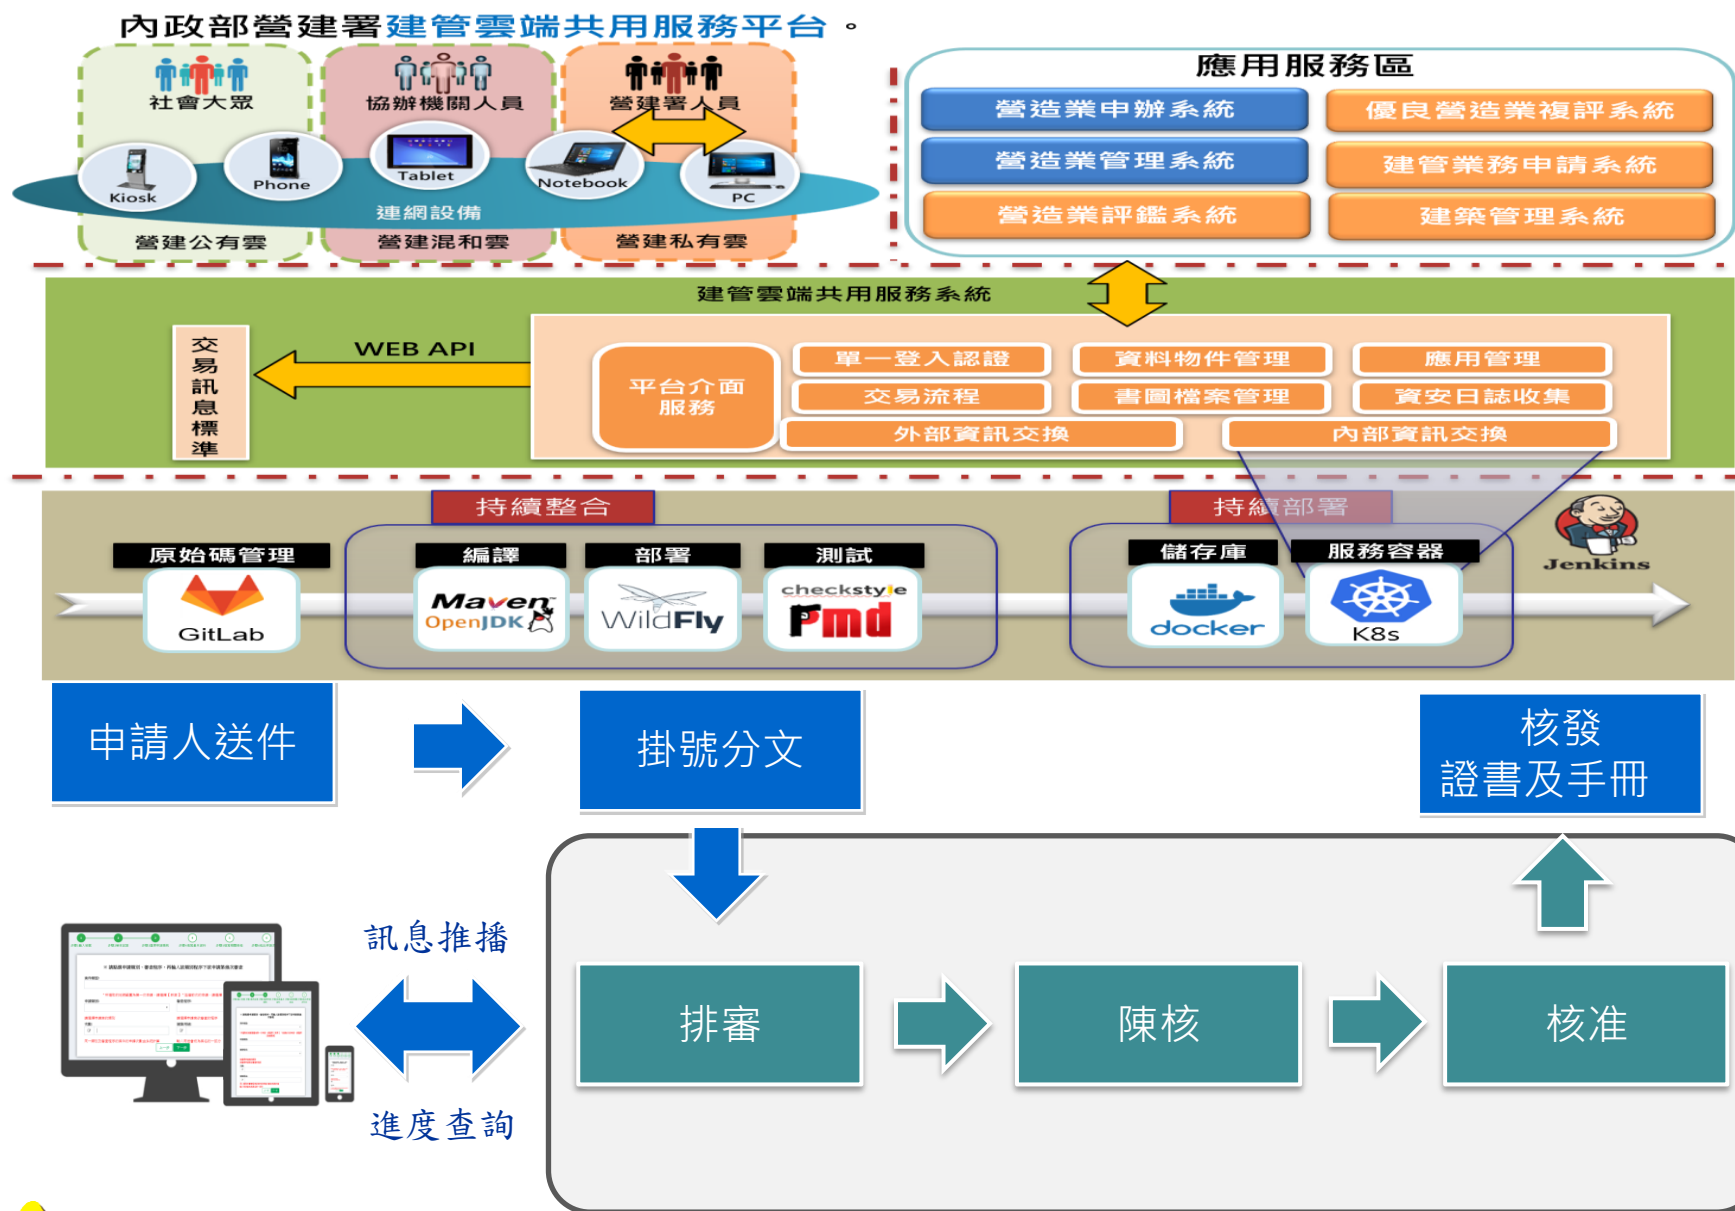 內政部營建署建管雲端共用服務平台。
社會大眾
協辦機關人員
營建署人員
Kiosk
Phone
Tablet
Notebook
PC
連網設備
營建公有雲
營建混和雲
營建私有雲
應用服務區
營造業申辦系統
優良營造業複評系統
營造業管理系統
建管業務申請系統
營造業評鑑系統
建築管理系統
建管雲端共用服務系統
交易訊息標準
WEB API
平台介面
服務
單一登入認證
資料物件管理
應用管理
交易流程
書圖檔案管理
資安日誌收集
外部資訊交換
內部資訊交換
持續整合
持續部署
原始碼管理
GitLab
編譯
Maven
OpenJDK
部署
WildFly
測試
checkstyle
pmd
儲存庫
docker
服務容器
K8s
Jenkins
申請人送件
掛號分文
核發
證書及手冊
訊息推播
進度查詢
排審
陳核
核准